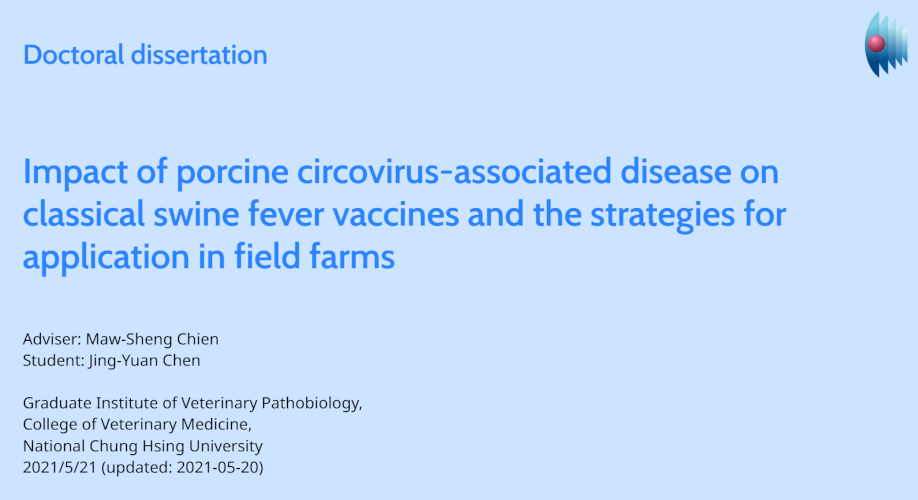 Doctoral dissertation
Impact of porcine circovirus-associated disease on
classical swine fever vaccines and the strategies for
application in field farms
Adviser: Maw-Sheng Chien
Student: Jing-Yuan Chen
Graduate Institute of Veterinary Pathobiology,
College of Veterinary Medicine,
National Chung Hsing University
2021/5/21 (updated: 2021-05-20)